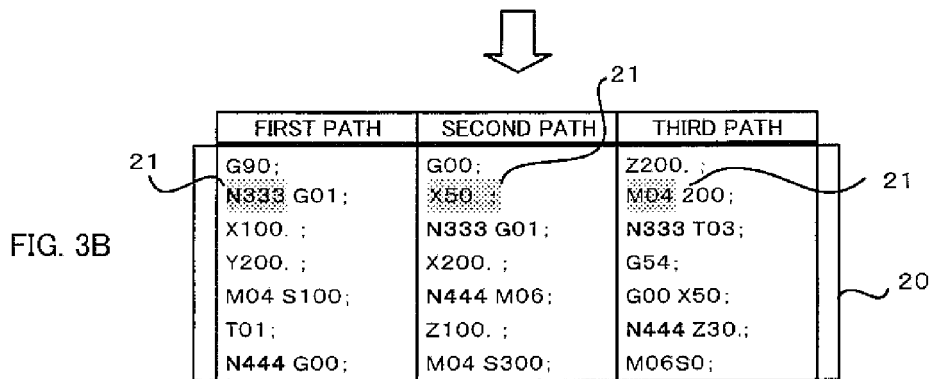 21
FIRST PATH SECOND PATH THIRD PATH
21 G90; G00; Z200. ;
N333 G01; X50. ; M04 200; 21
X100. ; N333 G01; N333 T03;
FIG. 3B Y200. ; X200. ; G54;
M04 S100; N444 M06; G00 X50; 20
T01; Z100. ; N444 Z30.;
N444 G00; M04 S300; M06S0;